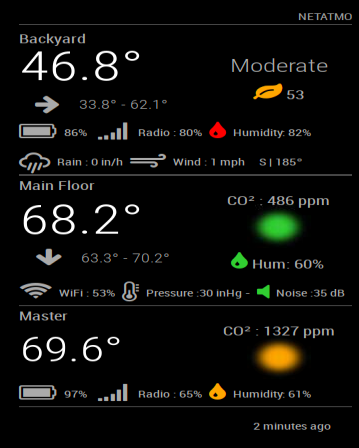 NETATMO
Backyard
46.8°
Moderate
53
33.8° - 62.1°
86% Radio : 80% Humidity: 82%
Rain : 0 in/h Wind : 1 mph S | 185°
Main Floor
68.2°
CO² : 486 ppm
63.3° - 70.2°
Hum: 60%
WiFi : 53% Pressure :30 inHg - Noise :35 dB
Master
69.6°
CO² : 1327 ppm
97% Radio : 65% Humidity: 61%
2 minutes ago